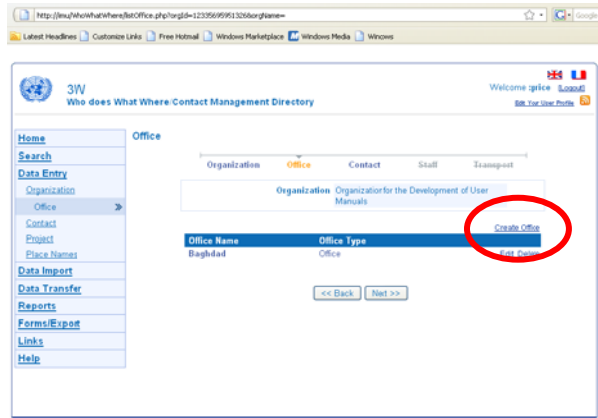 http://imu/WhoWhatWhere/listOffice.php?orgId=12335695951326&orgName=
Google
Latest Headlines Customize Links Free Hotmail Windows Marketplace Windows Media Winows
3W
Who does What Where/Contact Management Directory
Welcome :price (Logout)
Edit Your User Profile
Home
Search
Data Entry
Organization
Office
Contact
Project
Place Names
Data Import
Data Transfer
Reports
Forms/Export
Links
Help
Office
Organization Office Contact Staff Transport
Organization Organization for the Development of User
Manuals
Create Office
Office Name Office Type
Baghdad Office Edit Delete
<< Back Next >>